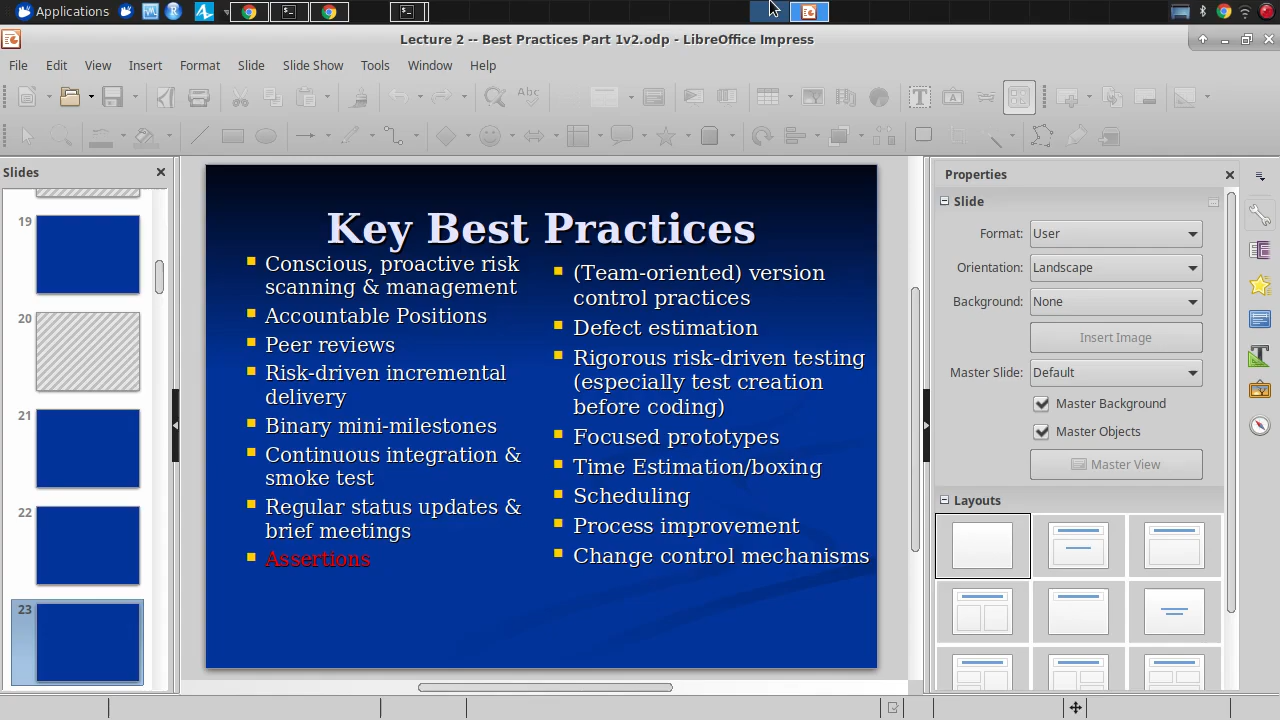 Applications
Lecture 2 -- Best Practices Part 1v2.odp - LibreOffice Impress
File Edit View Insert Format Slide Slide Show Tools Window Help
Abc
Slides
19
20
21
22
23
Key Best Practices
Conscious, proactive risk
scanning & management
Accountable Positions
Peer reviews
Risk-driven incremental
delivery
Binary mini-milestones
Continuous integration &
smoke test
Regular status updates &
brief meetings
Assertions
(Team-oriented) version
control practices
Defect estimation
Rigorous risk-driven testing
(especially test creation
before coding)
Focused prototypes
Time Estimation/boxing
Scheduling
Process improvement
Change control mechanisms
Properties
Slide
Format: User
Orientation: Landscape
Background: None
Insert Image
Master Slide: Default
Master Background
Master Objects
Master View
Layouts